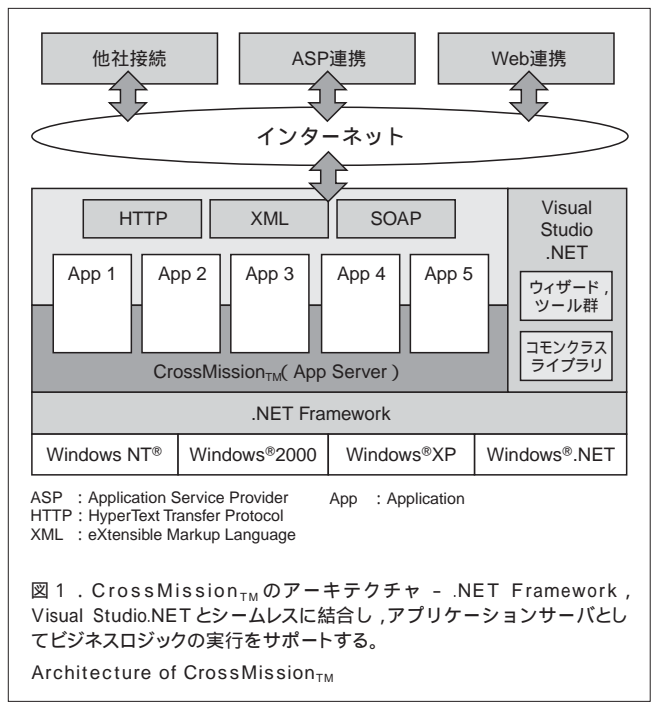 他社接続 ASP連携 Web連携
インターネット
HTTP XML SOAP
Visual
Studio
.NET
App 1 App 2 App 3 App 4 App 5
ウィザード,
ツール群
コモンクラス
ライブラリ
CrossMissionTM( App Server )
.NET Framework
Windows NT® Windows®2000 Windows®XP Windows®.NET
ASP : Application Service Provider App : Application
HTTP : HyperText Transfer Protocol
XML : eXtensible Markup Language
図1.CrossMissionTMのアーキテクチャ － .NET Framework,
Visual Studio.NETとシームレスに結合し,アプリケーションサーバとし
てビジネスロジックの実行をサポートする。
Architecture of CrossMissionTM